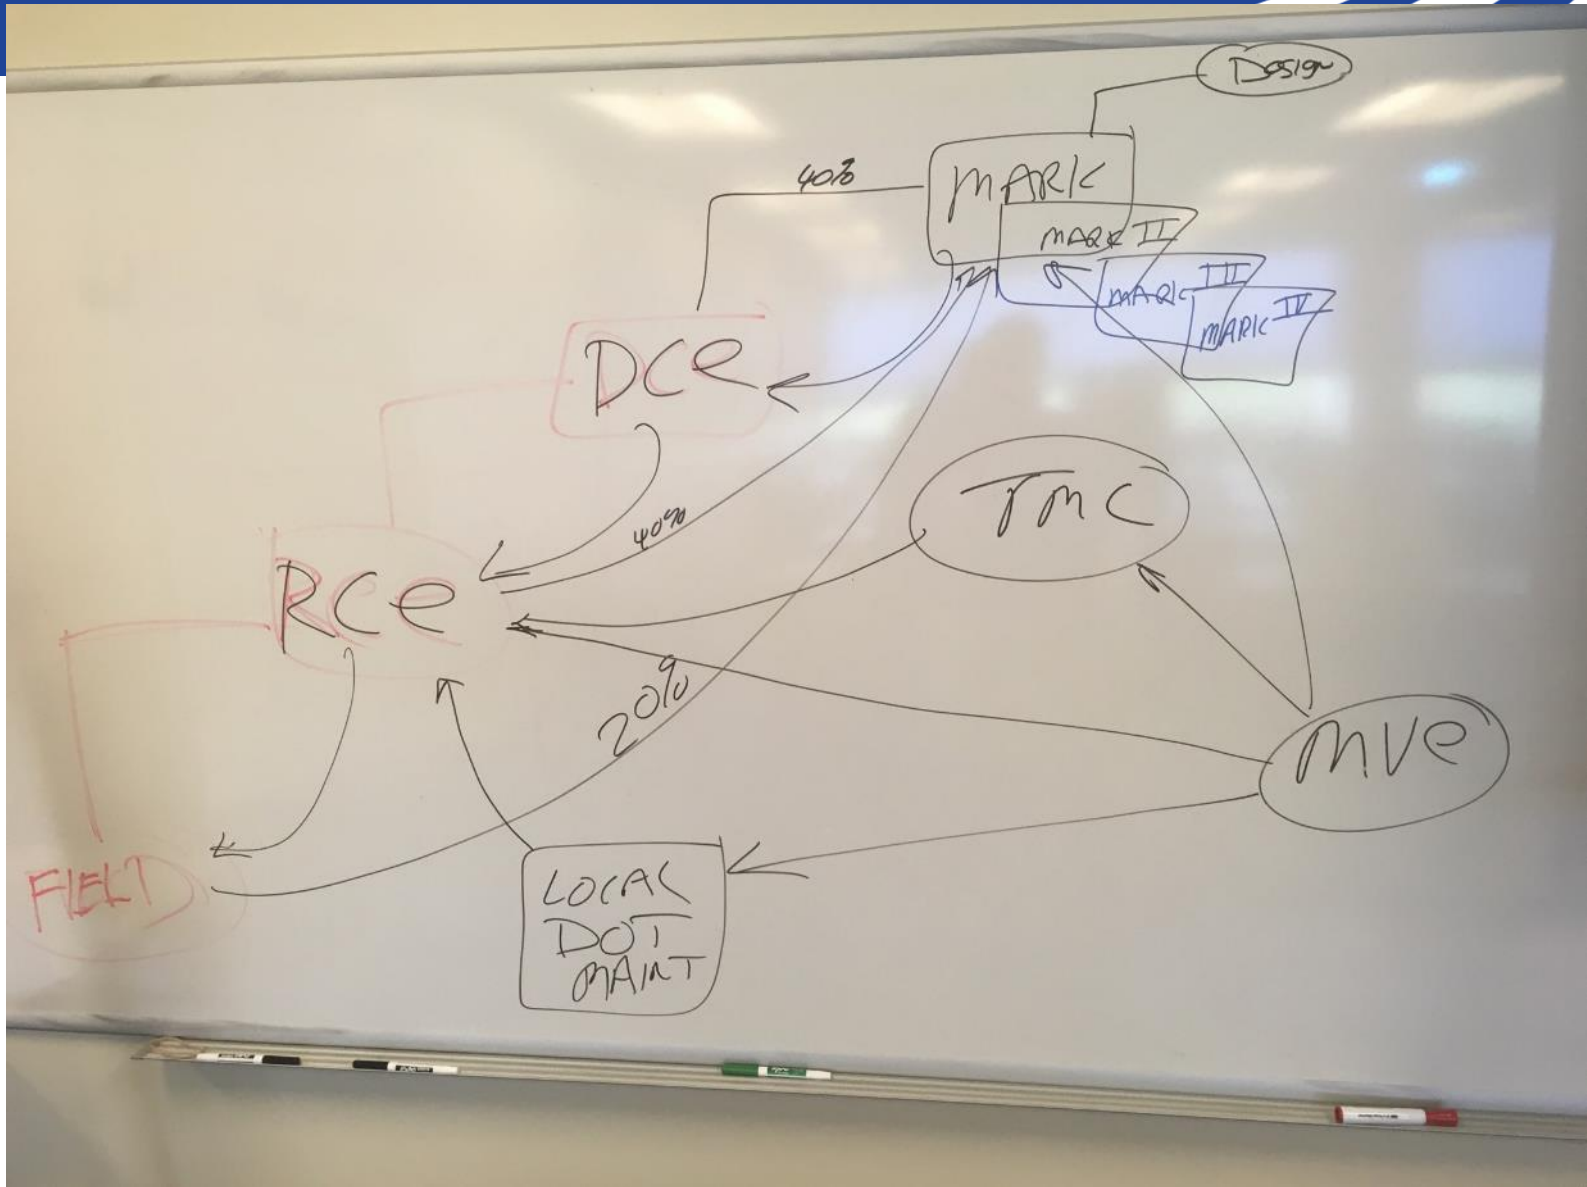 Design
40%
MARK
MARK II
MARK III
MARK IV
DCe
40%
TMC
RCe
20%
MVe
FIELD
LOCAL
DOT
MAINT